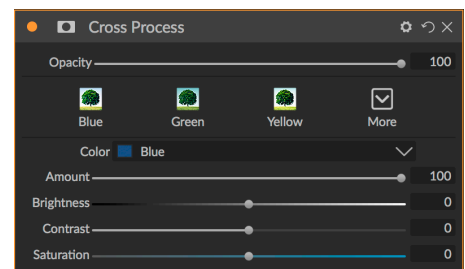 Cross Process
Opacity 100
Blue Green Yellow More
Color Blue
Amount 100
Brightness 0
Contrast 0
Saturation 0